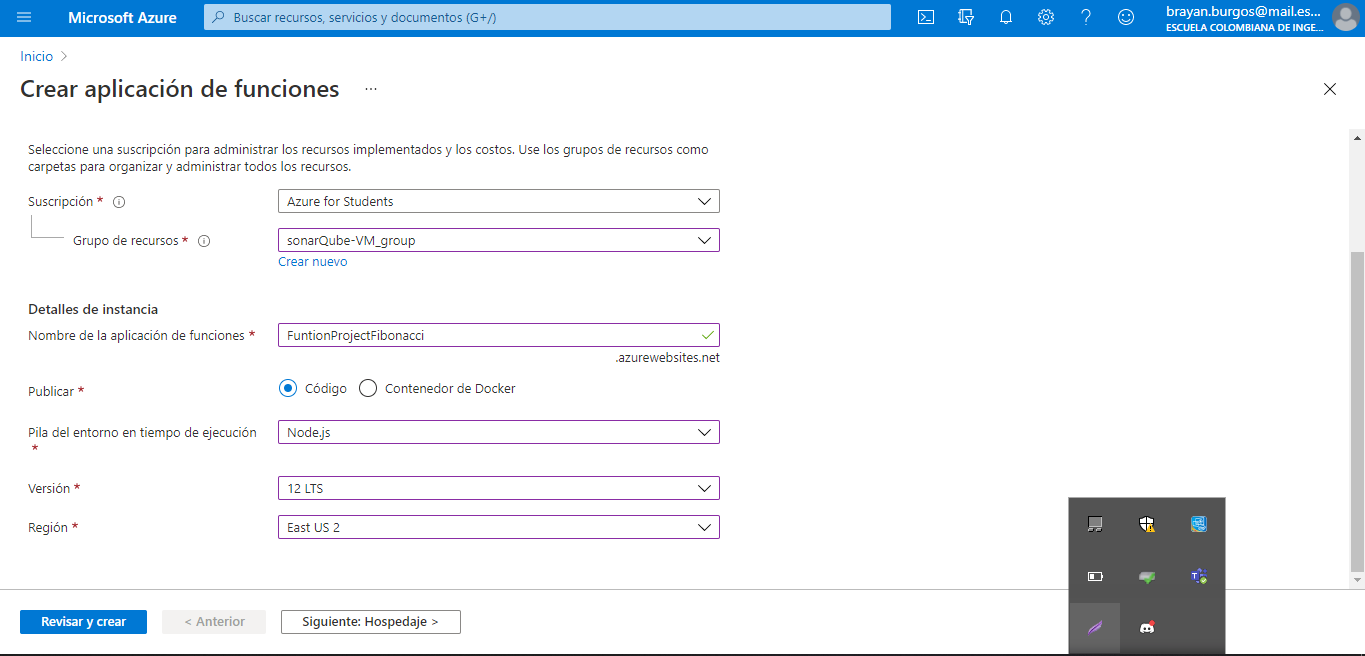 Microsoft Azure
Buscar recursos, servicios y documentos (G+/)
brayan.burgos@mail.es...
ESCUELA COLOMBIANA DE INGE...
Inicio >
Crear aplicación de funciones ...
Seleccione una suscripción para administrar los recursos implementados y los costos. Use los grupos de recursos como
carpetas para organizar y administrar todos los recursos.
Suscripción *
Azure for Students
Grupo de recursos *
sonarQube-VM_group
Crear nuevo
Detalles de instancia
Nombre de la aplicación de funciones *
FuntionProjectFibonacci
.azurewebsites.net
Publicar *
Código
Contenedor de Docker
Pila del entorno en tiempo de ejecución
*
Node.js
Versión *
12 LTS
Región *
East US 2
Revisar y crear
< Anterior
Siguiente: Hospedaje >